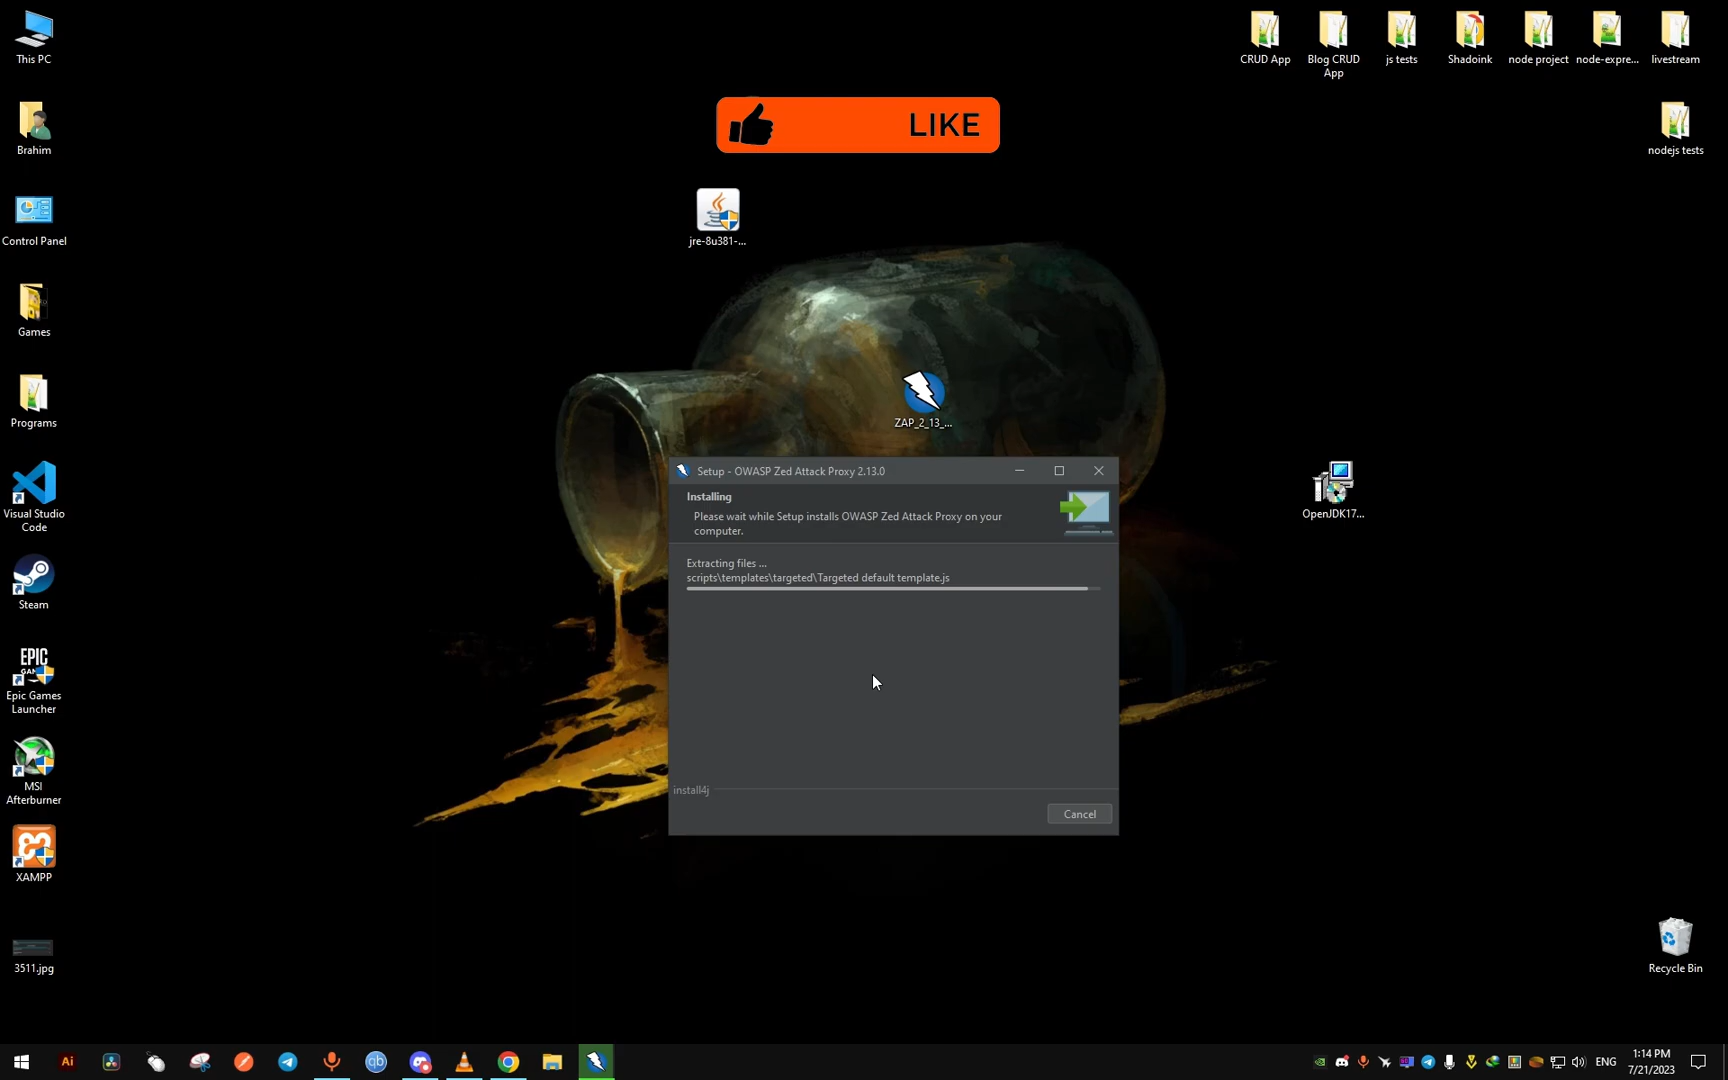 This PC
Brahim
Control Panel
Games
Programs
Visual Studio
Code
Steam
EPIC
GAMES
Epic Games
Launcher
MSI
Afterburner
XAMPP
3511.jpg
LIKE
jre-8u381-...
ZAP_2_13_...
Setup - OWASP Zed Attack Proxy 2.13.0
Installing
Please wait while Setup installs OWASP Zed Attack Proxy on your
computer.
Extracting files ...
scripts\templates\targeted\Targeted default template.js
install4j
Cancel
CRUD App
Blog CRUD
App
js tests
Shadoink
node project
node-expre...
livestream
nodejs tests
OpenJDK17...
Recycle Bin
Ai
qb
ENG
1:14 PM
7/21/2023